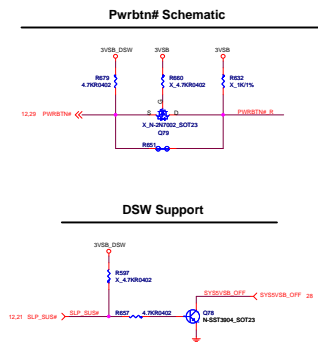 Pwrbtn# Schematic
3VSB_DSW 3VSB 3VSB
R679 R660 R632
4.7KR0402 X_4.7KR0402 X_1K/1%
G
12,29 PWRBTN# S D PWRBTN#_R
X_N-2N7002_SOT23
Q79
R651
DSW Support
3VSB_DSW
R597
X_4.7KR0402
SYS5VSB_OFF SYS5VSB_OFF 28
12,21 SLP_SUS# SLP_SUS# R657 4.7KR0402 Q78
N-SST3904_SOT23